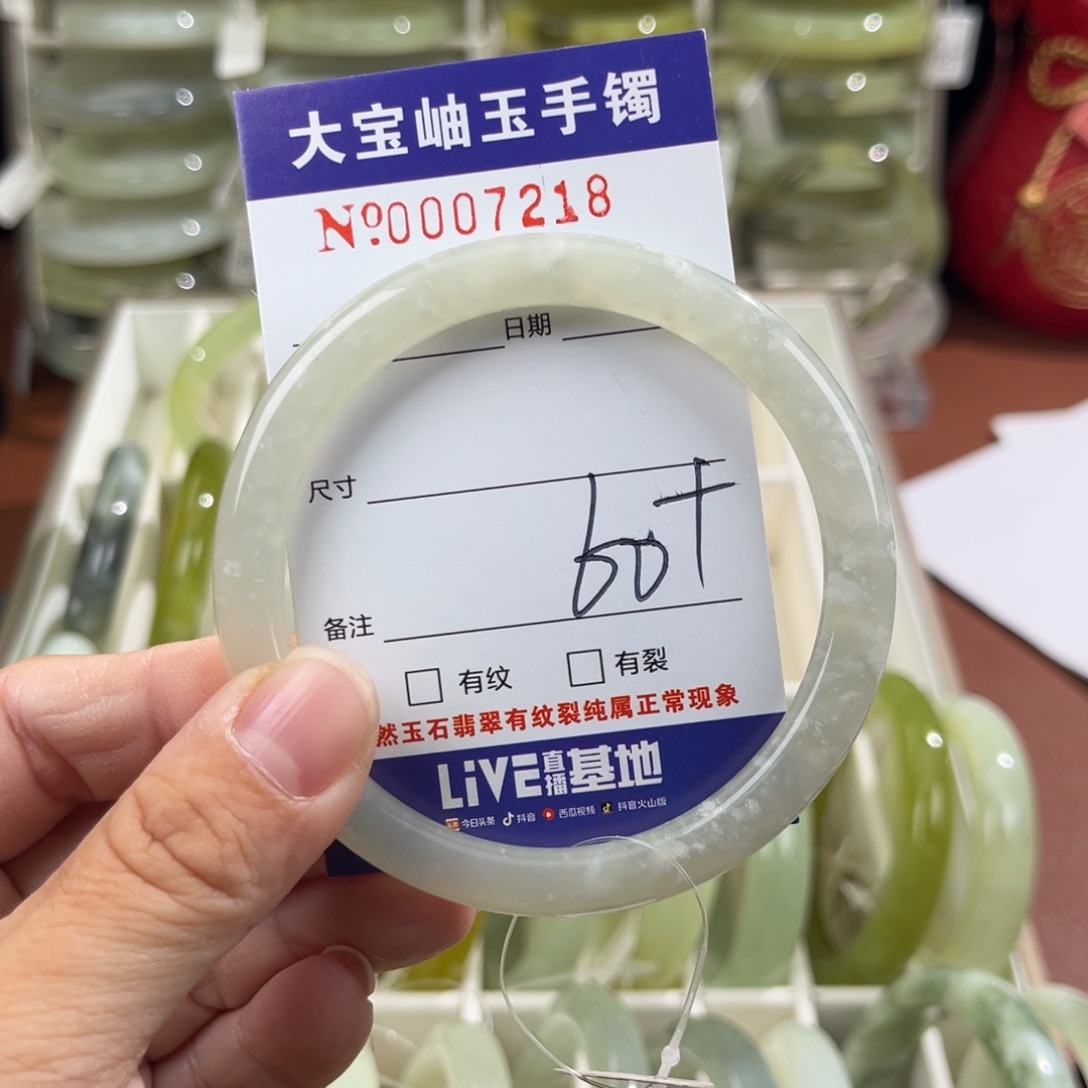 大宝岫玉手镯
No.0007218
日期
尺寸
60+
备注
有纹 有裂
然玉石翡翠有纹裂纯属正常现象
LiVE直播基地
今日头条 抖音 西瓜视频 抖音火山版